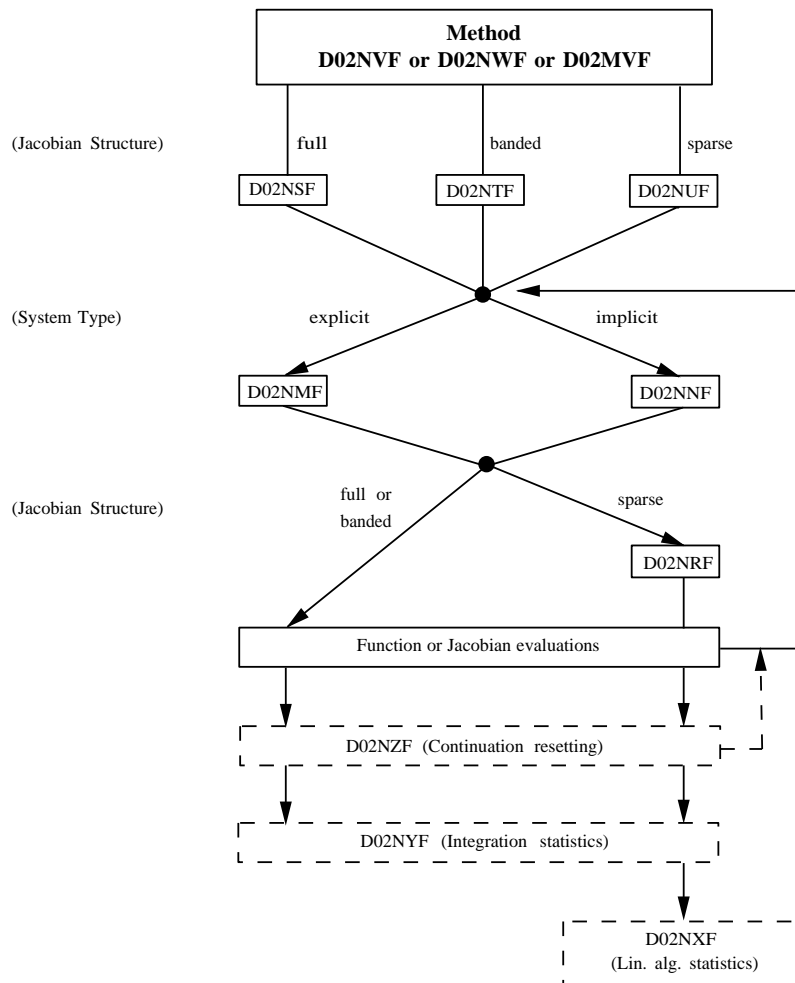 Method
D02NVF or D02NWF or D02MVF
(Jacobian Structure)
full
banded
sparse
D02NSF
D02NTF
D02NUF
(System Type)
explicit
implicit
D02NMF
D02NNF
(Jacobian Structure)
full or
banded
sparse
D02NRF
Function or Jacobian evaluations
D02NZF (Continuation resetting)
D02NYF (Integration statistics)
D02NXF
(Lin. alg. statistics)